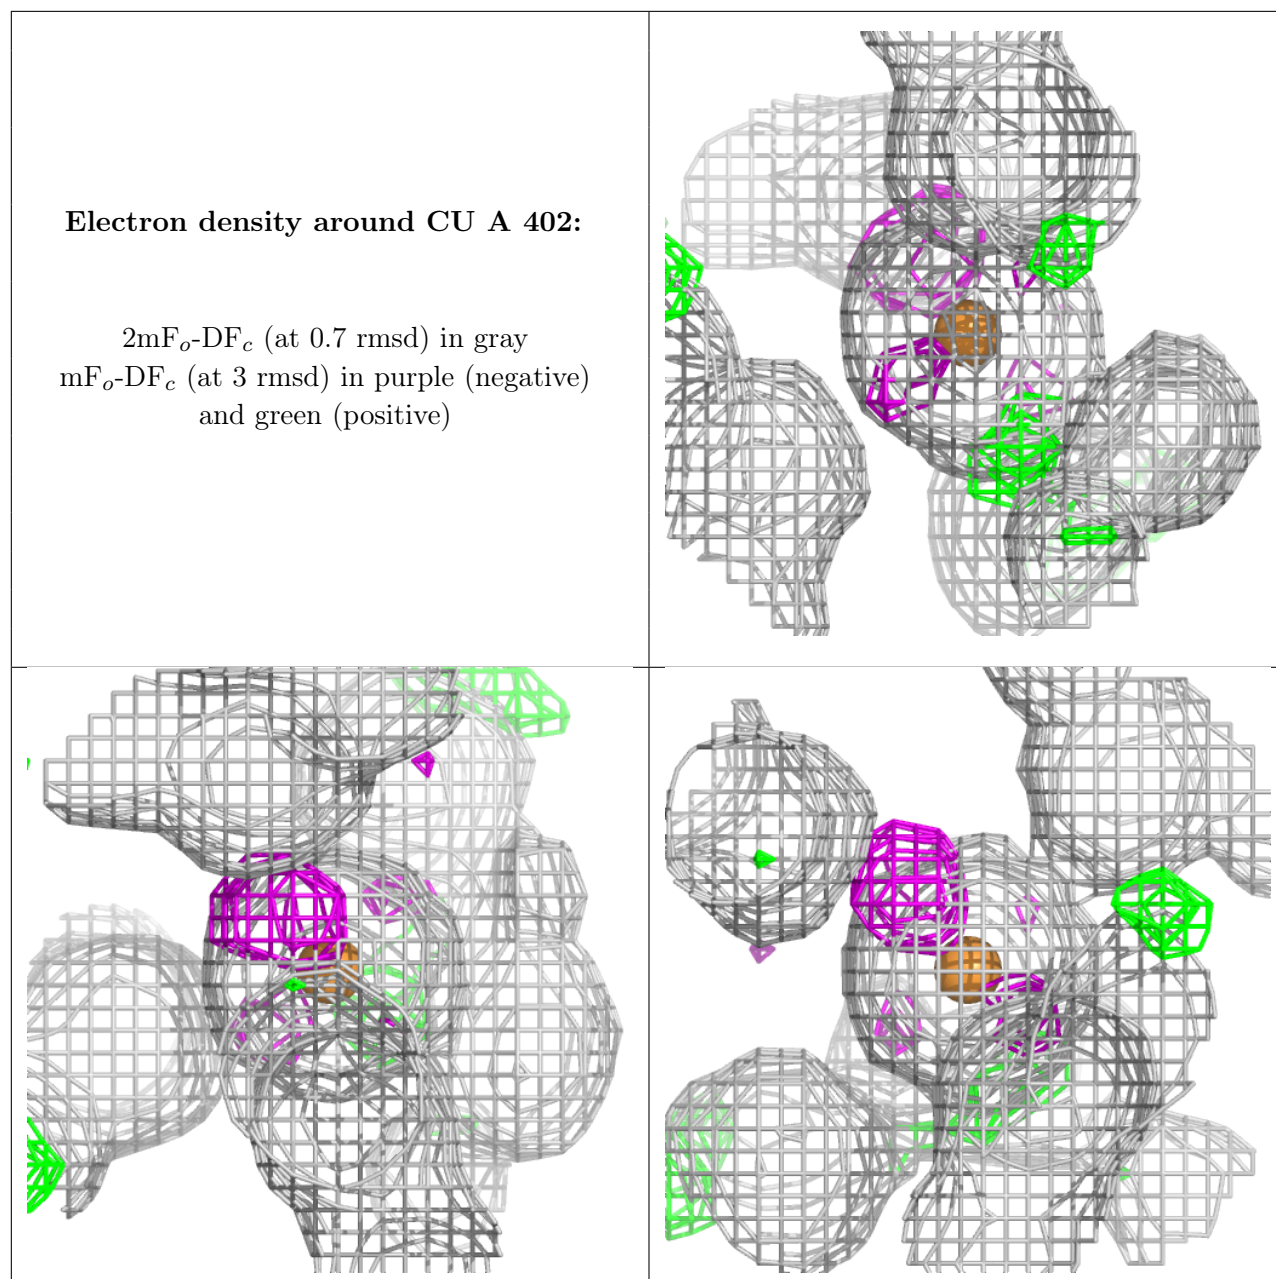 Electron density around CU A 402:
2mFo-DFc (at 0.7 rmsd) in gray
mFo-DFc (at 3 rmsd) in purple (negative)
and green (positive)